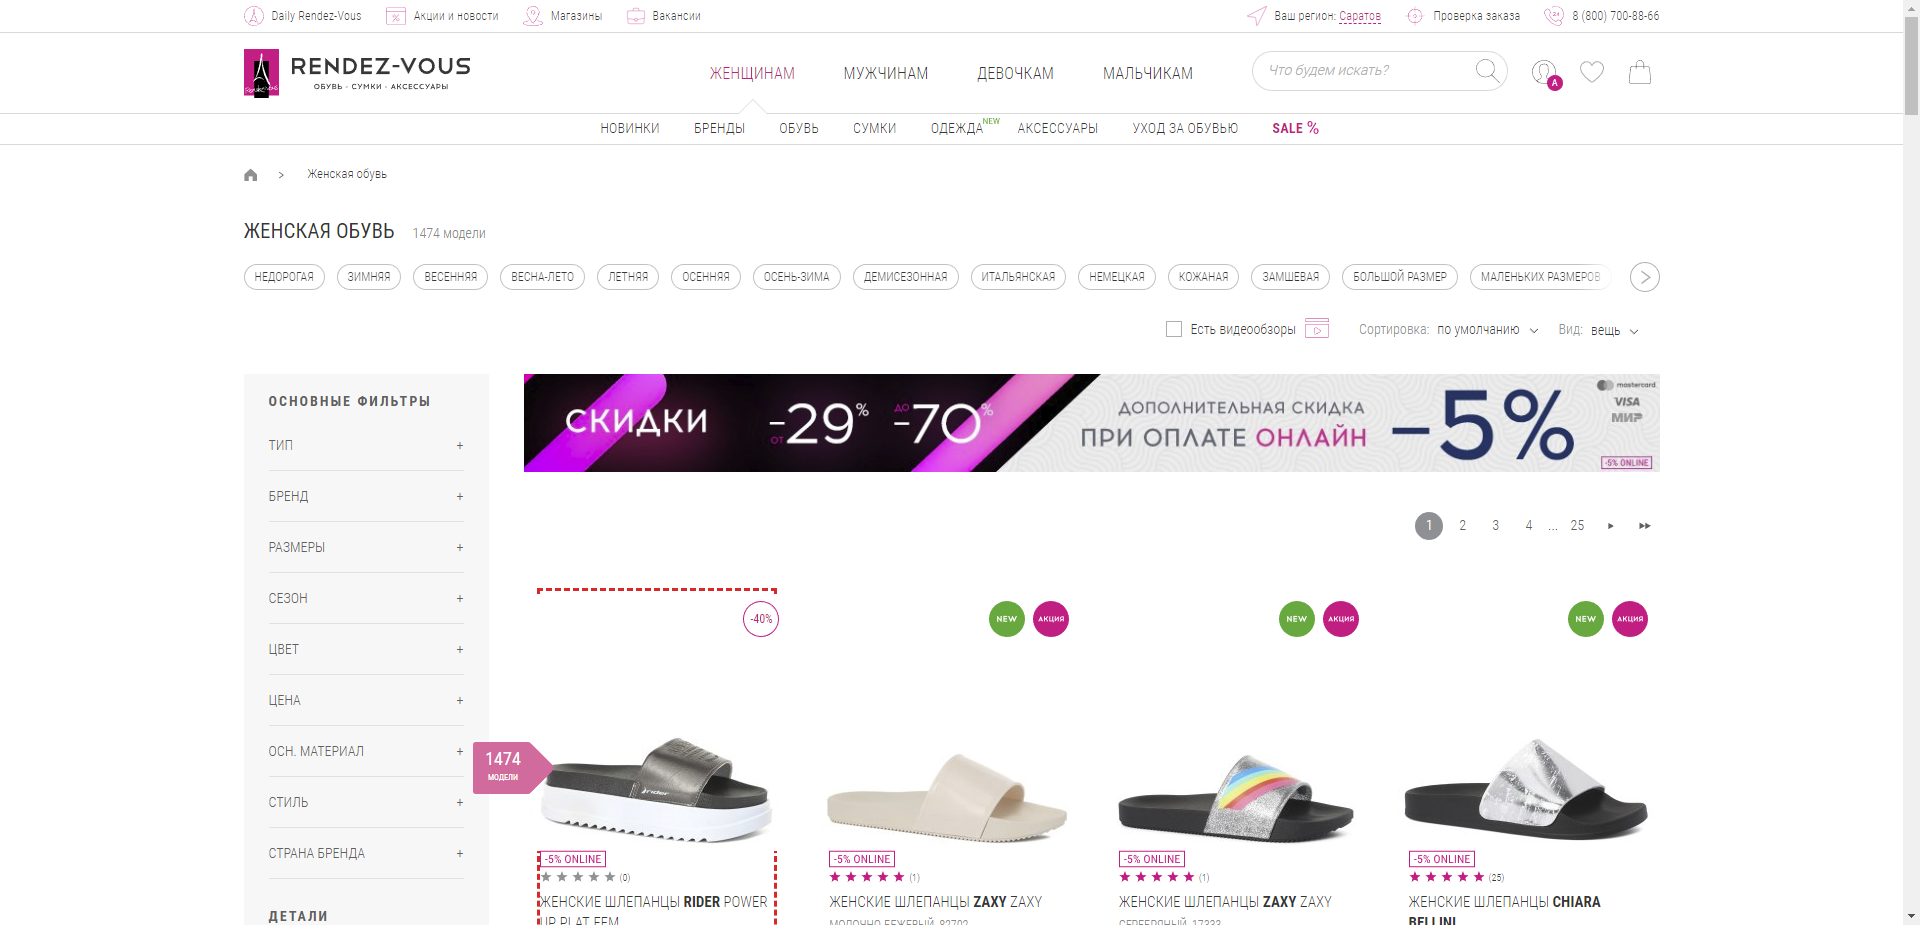 Daily Rendez-Vous Акции и новости Магазины Вакансии Ваш регион: Саратов Проверка заказа 8 (800) 700-88-66
RENDEZ-VOUS
ОБУВЬ · СУМКИ · АКСЕССУАРЫ
ЖЕНЩИНАМ МУЖЧИНАМ ДЕВОЧКАМ МАЛЬЧИКАМ Что будем искать? A
НОВИНКИ БРЕНДЫ ОБУВЬ СУМКИ ОДЕЖДА NEW АКСЕССУАРЫ УХОД ЗА ОБУВЬЮ SALE %
> Женская обувь
ЖЕНСКАЯ ОБУВЬ 1474 модели
НЕДОРОГАЯ ЗИМНЯЯ ВЕСЕННЯЯ ВЕСНА-ЛЕТО ЛЕТНЯЯ ОСЕННЯЯ ОСЕНЬ-ЗИМА ДЕМИСЕЗОННАЯ ИТАЛЬЯНСКАЯ НЕМЕЦКАЯ КОЖАНАЯ ЗАМШЕВАЯ БОЛЬШОЙ РАЗМЕР МАЛЕНЬКИХ РАЗМЕРОВ
Есть видеообзоры Сортировка: по умолчанию Вид: вещь
ОСНОВНЫЕ ФИЛЬТРЫ
ТИП +
БРЕНД +
РАЗМЕРЫ +
СЕЗОН +
ЦВЕТ +
ЦЕНА +
ОСН. МАТЕРИАЛ +
СТИЛЬ +
СТРАНА БРЕНДА +
ДЕТАЛИ
1474
МОДЕЛИ
СКИДКИ ОТ -29% ДО -70%
ДОПОЛНИТЕЛЬНАЯ СКИДКА
ПРИ ОПЛАТЕ ОНЛАЙН -5%
mastercard
VISA
МИР
-5% ONLINE
1 2 3 4 ... 25
-40% NEW АКЦИЯ NEW АКЦИЯ NEW АКЦИЯ
rider
-5% ONLINE
(0)
ЖЕНСКИЕ ШЛЕПАНЦЫ RIDER POWER
UP PLAT FEM
-5% ONLINE
(1)
ЖЕНСКИЕ ШЛЕПАНЦЫ ZAXY ZAXY
МОЛОЧНО-БЕЖЕВЫЙ, 82702
-5% ONLINE
(1)
ЖЕНСКИЕ ШЛЕПАНЦЫ ZAXY ZAXY
СЕРЕБРЯНЫЙ, 17333
-5% ONLINE
(25)
ЖЕНСКИЕ ШЛЕПАНЦЫ CHIARA
BELLINI